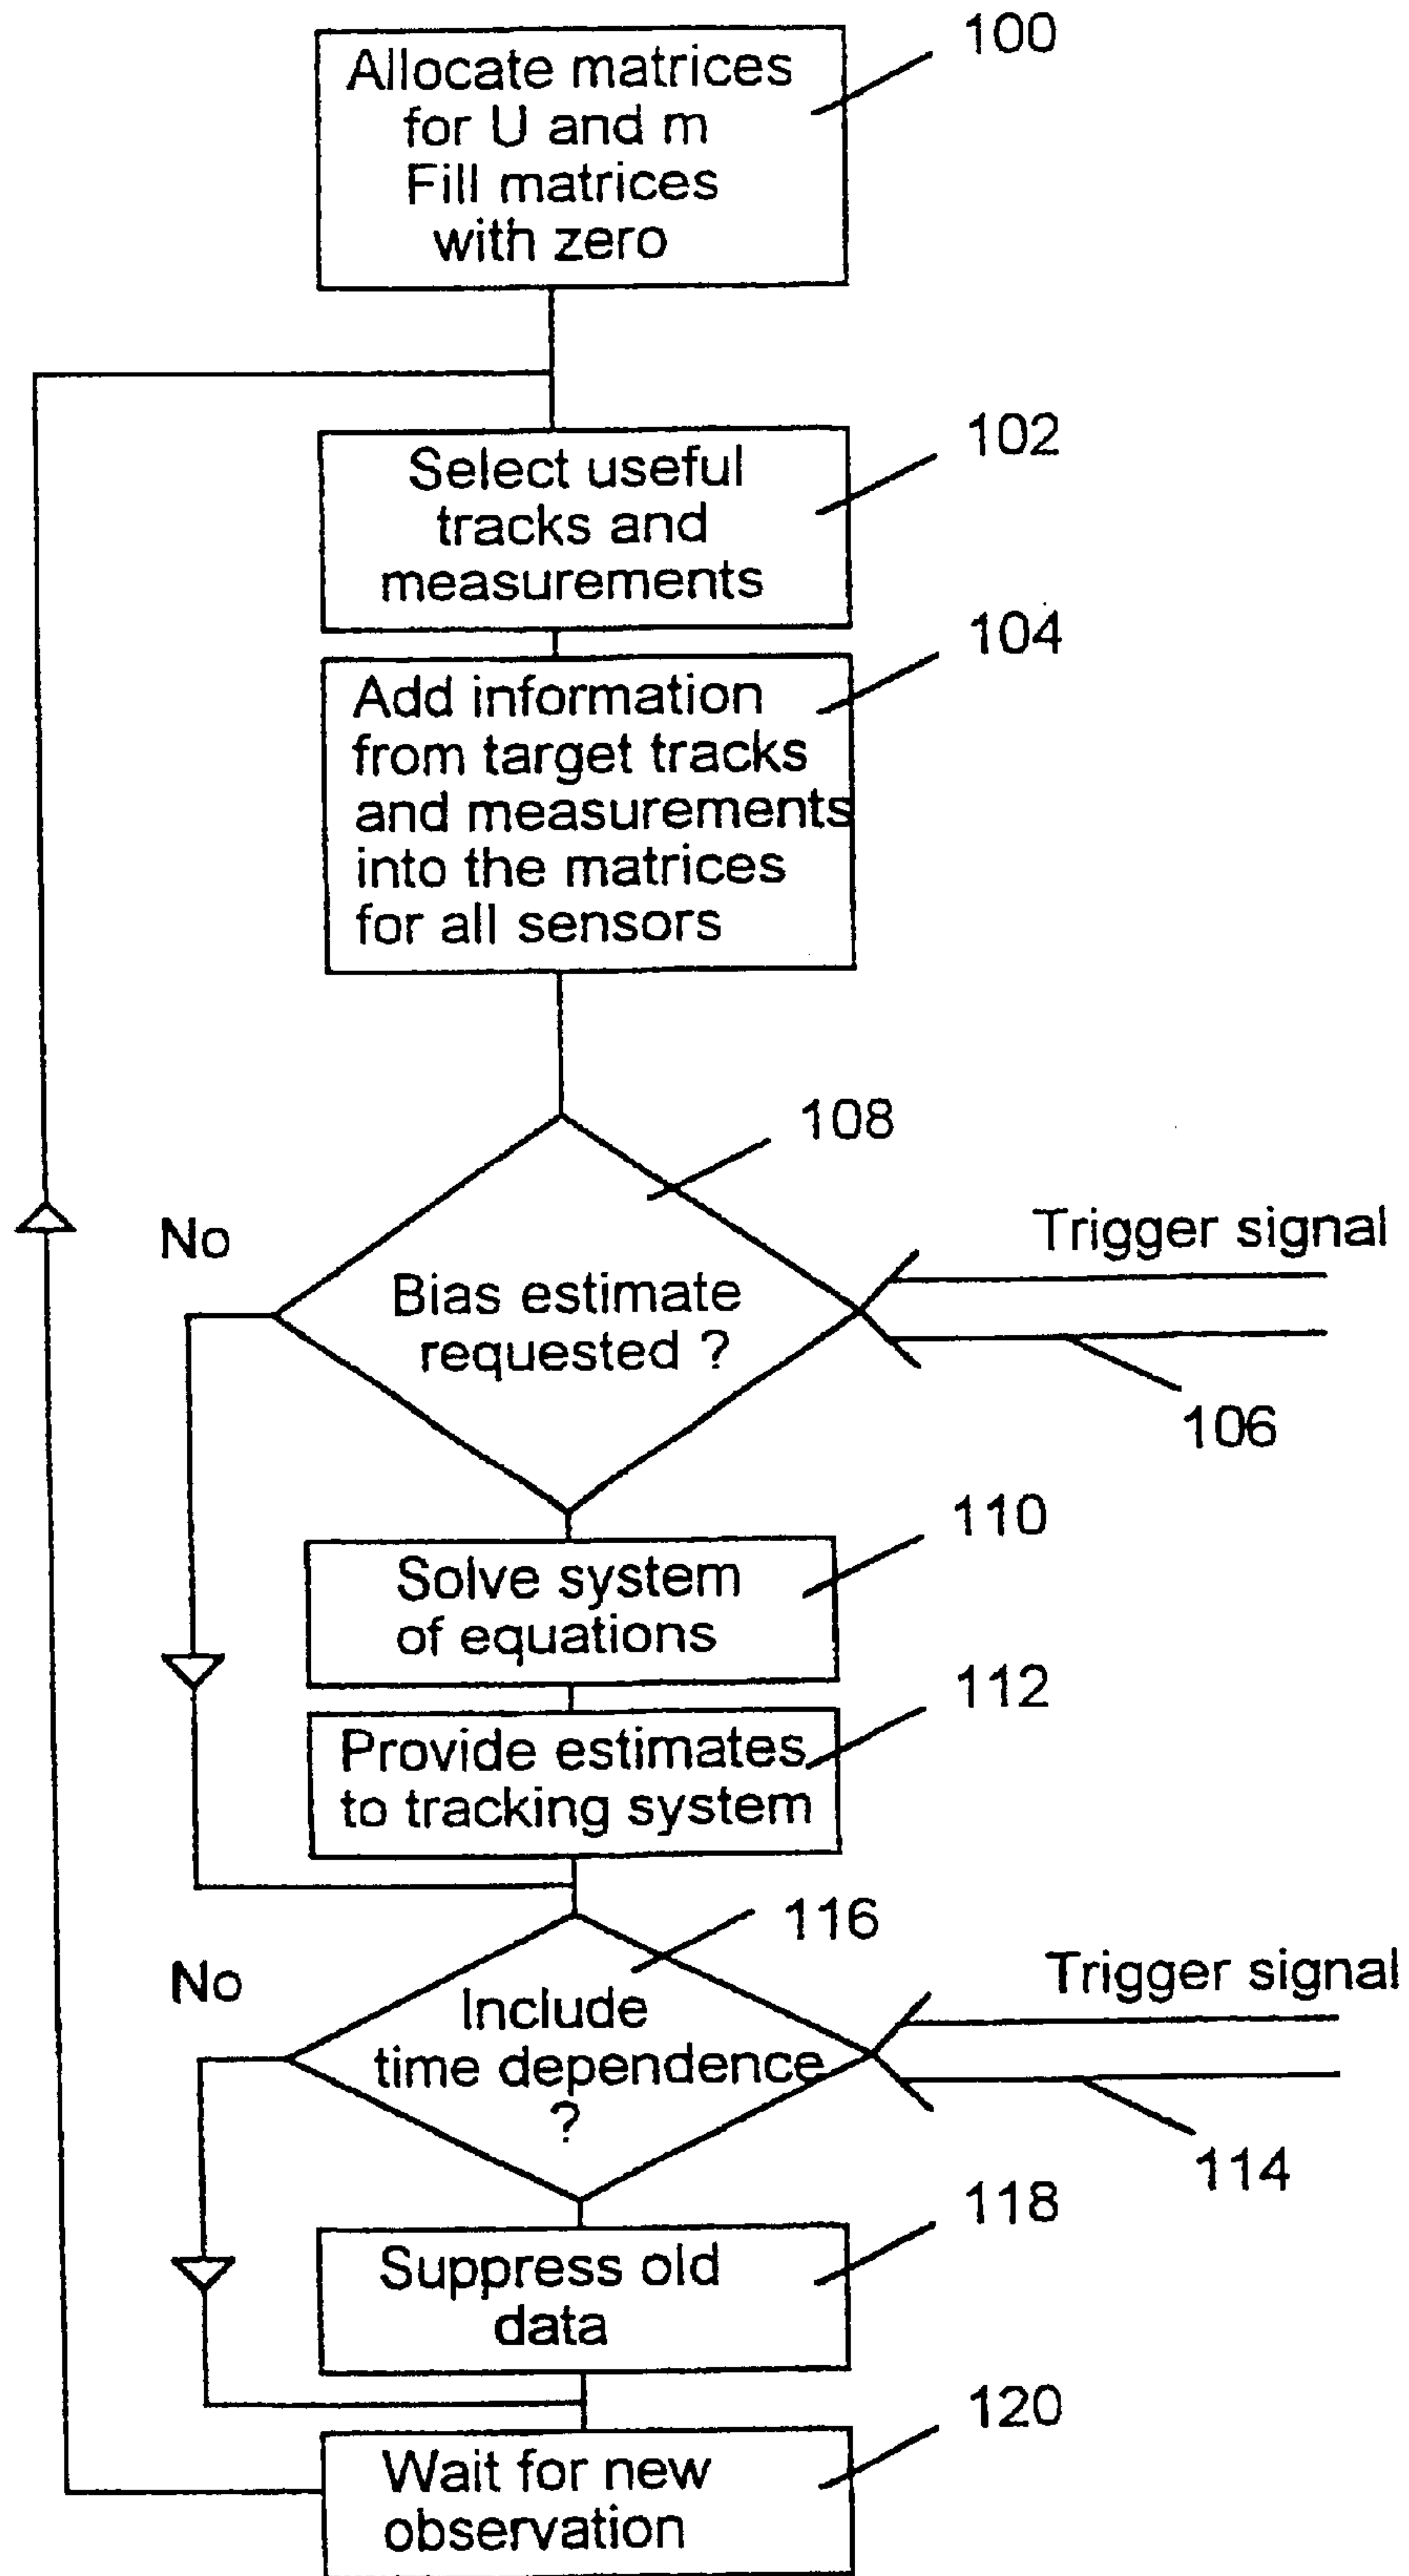 100
Allocate matrices
for U and m
Fill matrices
with zero
102
Select useful
tracks and
measurements
104
Add information
from target tracks
and measurements
into the matrices
for all sensors
108
No
Trigger signal
Bias estimate
requested ?
106
110
Solve system
of equations
112
Provide estimates
to tracking system
116
No
Trigger signal
Include
time dependence
?
114
118
Suppress old
data
120
Wait for new
observation